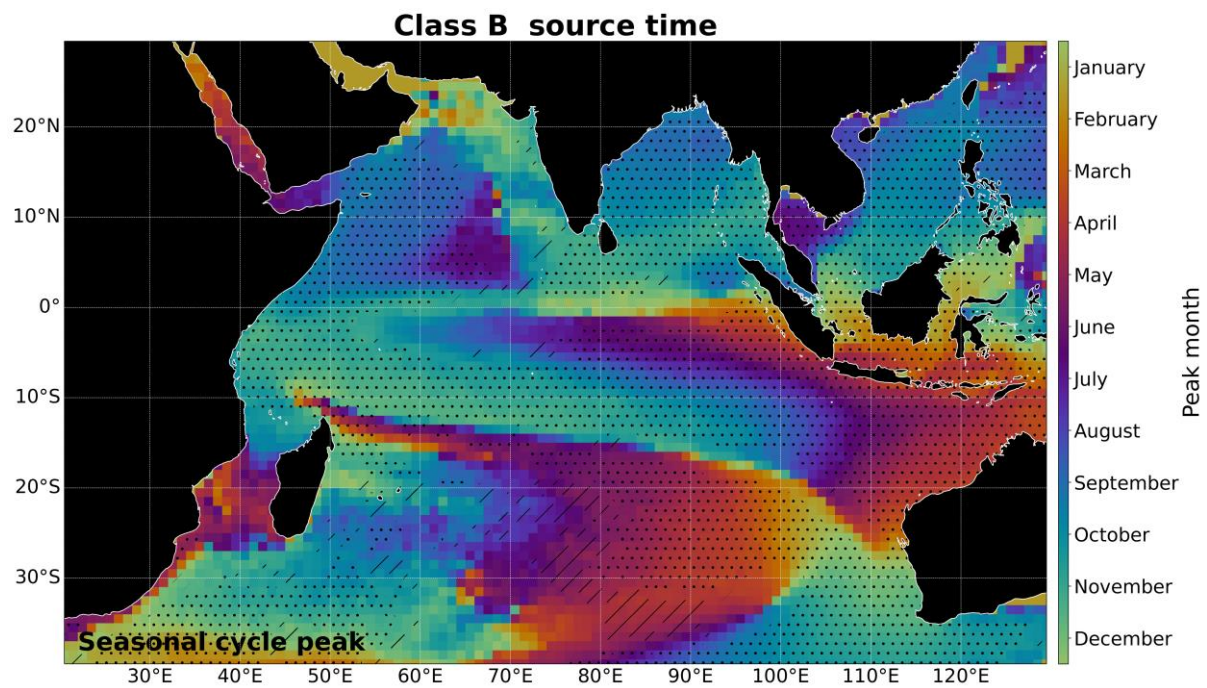 Class B source time
20°N
10°N
0°
10°S
20°S
30°S
30°E
40°E
50°E
60°E
70°E
80°E
90°E
100°E
110°E
120°E
Seasonal cycle peak
January
February
March
April
May
June
July
August
September
October
November
December
Peak month